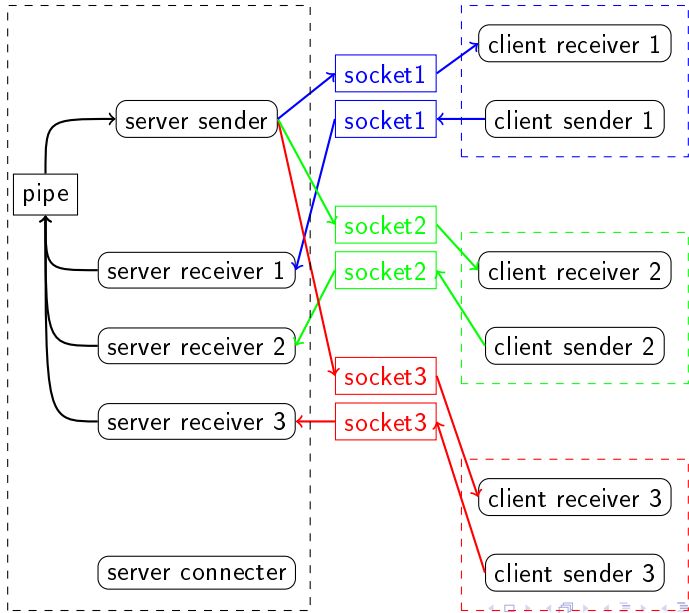 client receiver 1
socket1
server sender
socket1
client sender 1
pipe
socket2
server receiver 1
socket2
client receiver 2
server receiver 2
client sender 2
socket3
server receiver 3
socket3
client receiver 3
server connecter
client sender 3